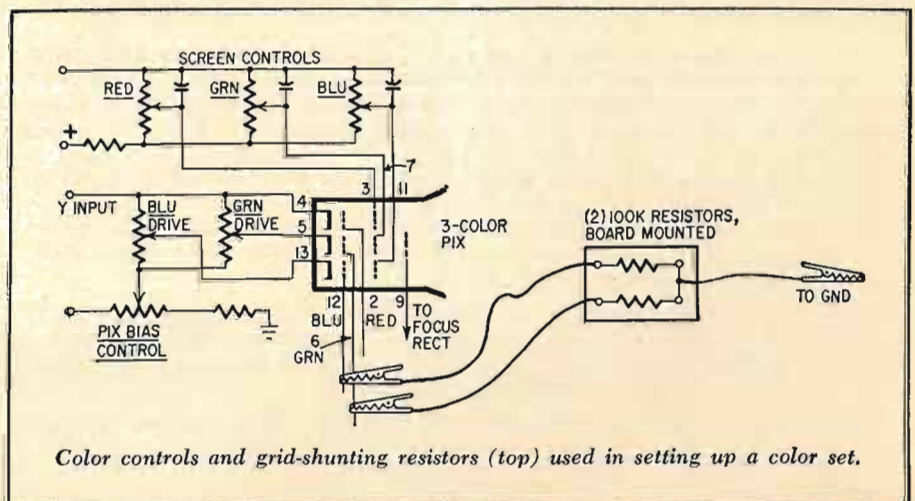 SCREEN CONTROLS
RED
GRN
BLU
+
7
3
11
Y INPUT
BLU
DRIVE
GRN
DRIVE
4
5
13
3-COLOR
PIX
(2) 100K RESISTORS,
BOARD MOUNTED
TO GND
12
2
9
BLU
RED
TO
FOCUS
RECT
6
GRN
PIX BIAS
CONTROL
Color controls and grid-shunting resistors (top) used in setting up a color set.